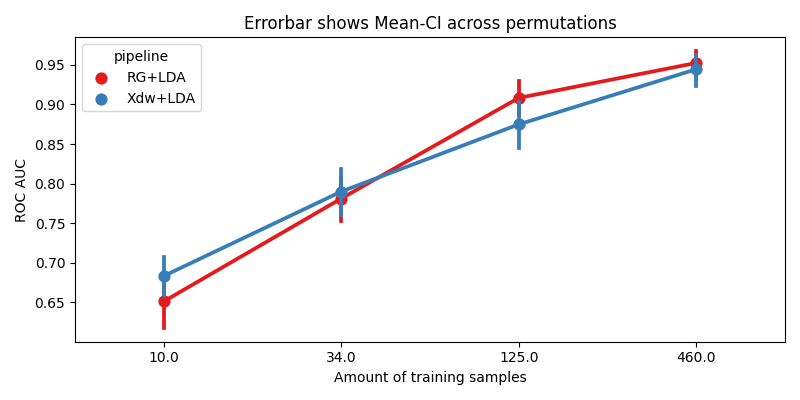 Errorbar shows Mean-CI across permutations
pipeline
RG+LDA
Xdw+LDA
ROC AUC
0.95
0.90
0.85
0.80
0.75
0.70
0.65
10.0 34.0 125.0 460.0
Amount of training samples